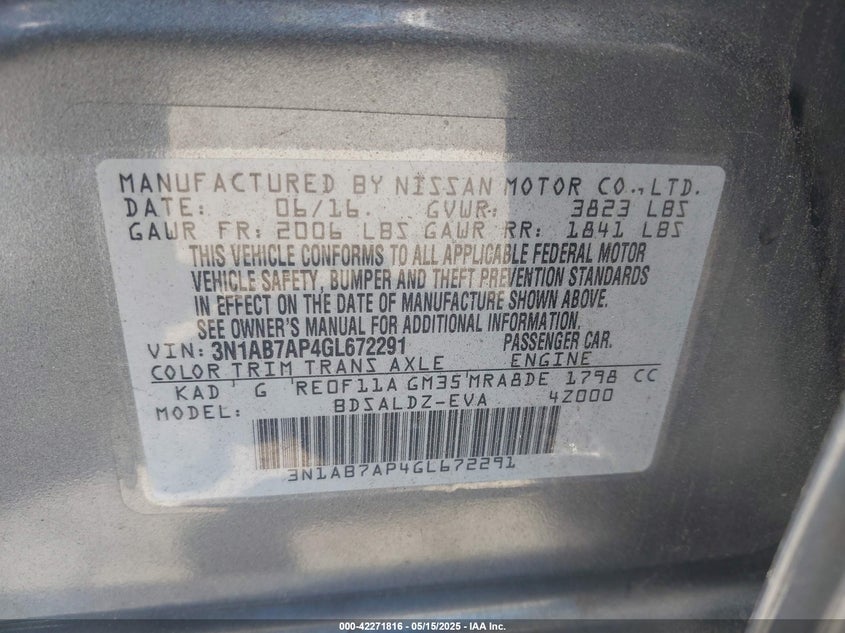 MANUFACTURED BY NISSAN MOTOR CO., LTD.
DATE: 06/16. GVWR: 3823 LBS
GAWR FR: 2006 LBS GAWR RR: 1841 LBS
THIS VEHICLE CONFORMS TO ALL APPLICABLE FEDERAL MOTOR
VEHICLE SAFETY, BUMPER AND THEFT PREVENTION STANDARDS
IN EFFECT ON THE DATE OF MANUFACTURE SHOWN ABOVE.
SEE OWNER'S MANUAL FOR ADDITIONAL INFORMATION.
VIN: 3N1AB7AP4GL672291 PASSENGER CAR.
COLOR TRIM TRANS AXLE ENGINE
KAD G RE0F11A GM35 MRA8DE 1798 CC
MODEL: BDSALDZ-EVA 4Z000
3N1AB7AP4GL672291
000-42271816 — 05/15/2025 — IAA Inc.